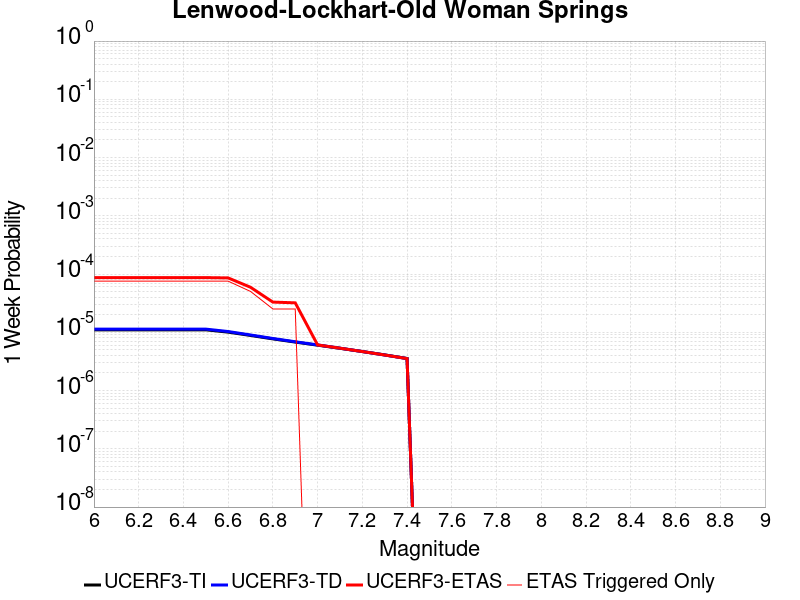 Lenwood-Lockhart-Old Woman Springs
10^0
10^-1
10^-2
10^-3
10^-4
10^-5
10^-6
10^-7
10^-8
1 Week Probability
6 6.2 6.4 6.6 6.8 7 7.2 7.4 7.6 7.8 8 8.2 8.4 8.6 8.8 9
Magnitude
UCERF3-TI UCERF3-TD UCERF3-ETAS ETAS Triggered Only